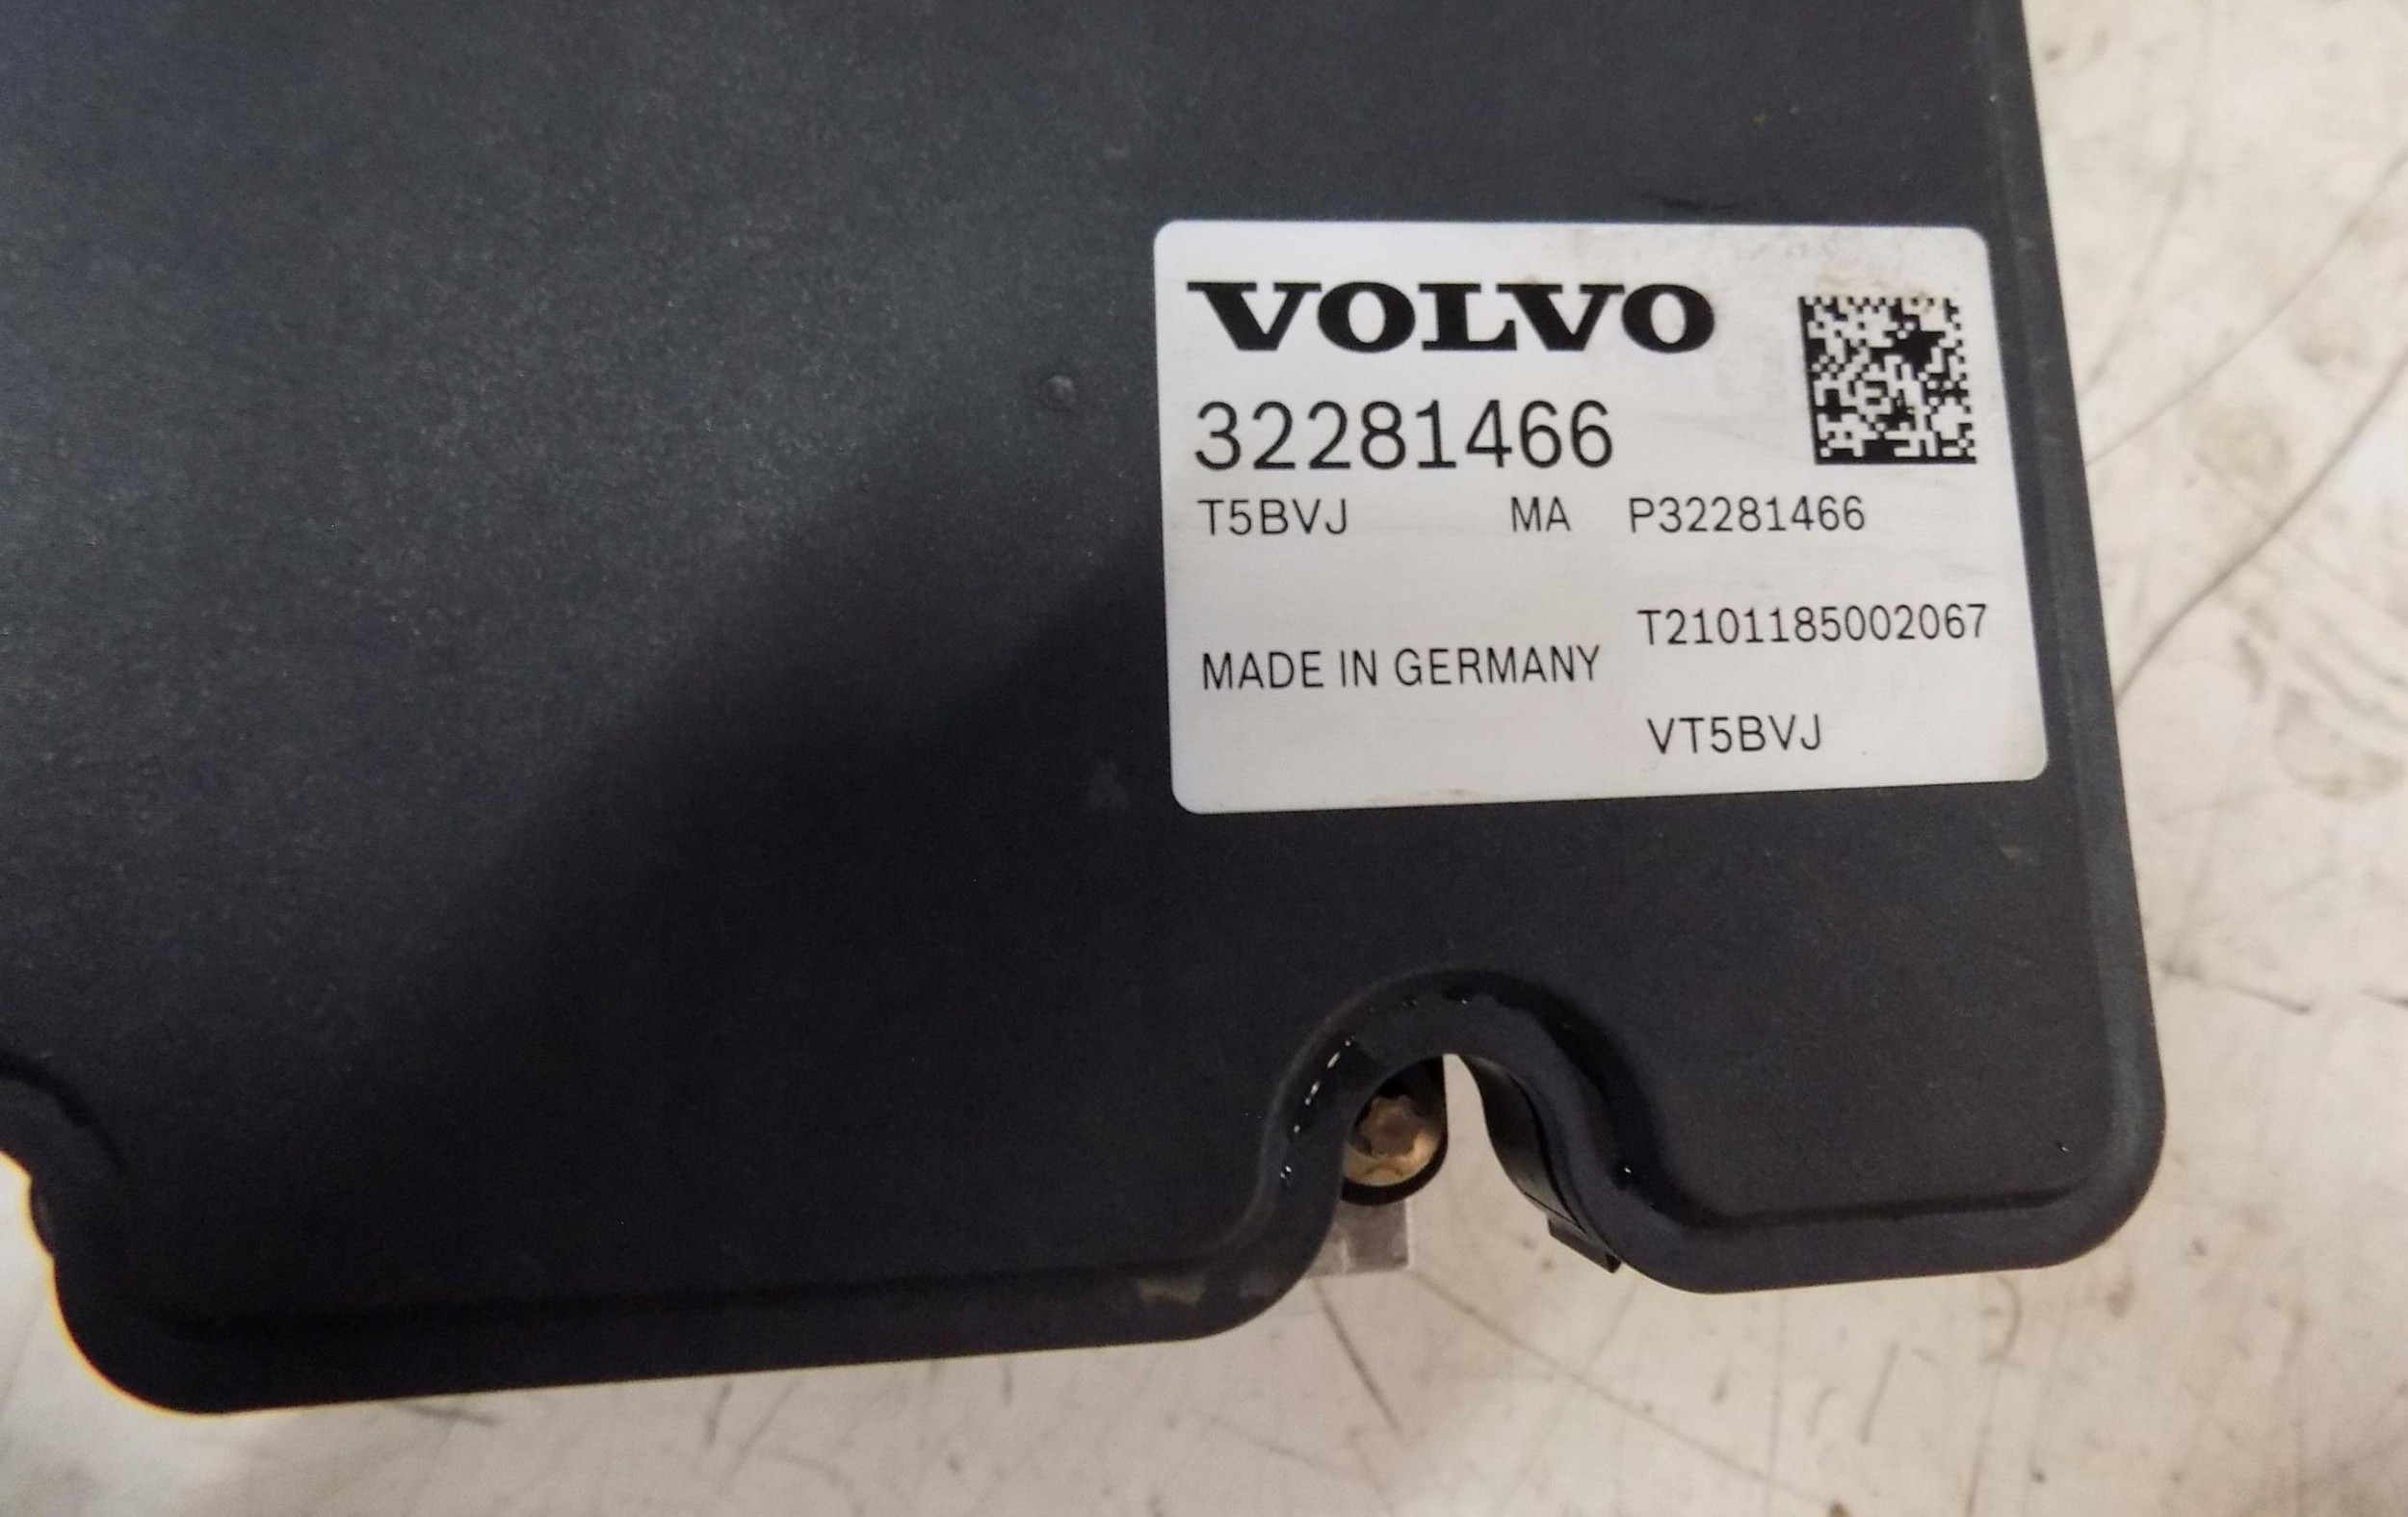 VOLVO
32281466
T5BVJ MA P32281466
T2101185002067
MADE IN GERMANY
VT5BVJ